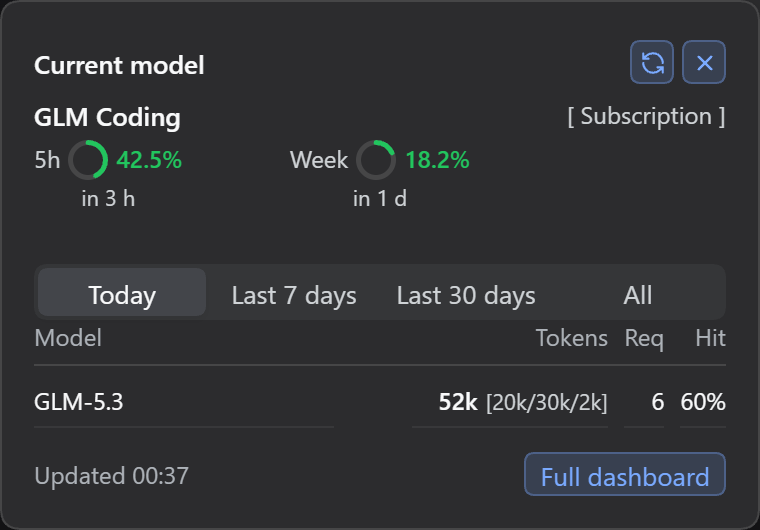 Current model
GLM Coding [ Subscription ]
5h 42.5% Week 18.2%
in 3 h in 1 d
Today Last 7 days Last 30 days All
Model Tokens Req Hit
GLM-5.3 52k [20k/30k/2k] 6 60%
Updated 00:37 Full dashboard